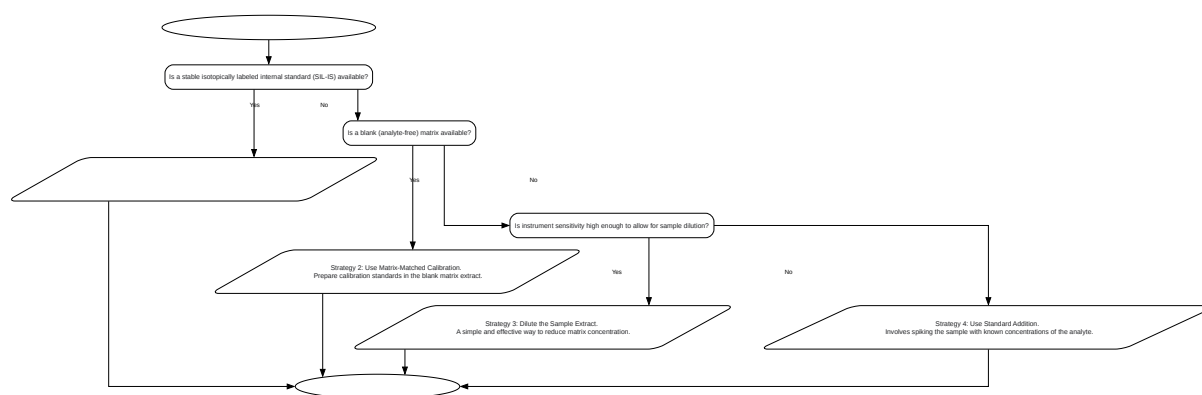 Is a stable isotopically labeled internal standard (SIL-IS) available?
Yes
No
Is a blank (analyte-free) matrix available?
Yes
No
Is instrument sensitivity high enough to allow for sample dilution?
Strategy 2: Use Matrix-Matched Calibration.
Prepare calibration standards in the blank matrix extract.
Yes
No
Strategy 3: Dilute the Sample Extract.
A simple and effective way to reduce matrix concentration.
Strategy 4: Use Standard Addition.
Involves spiking the sample with known concentrations of the analyte.